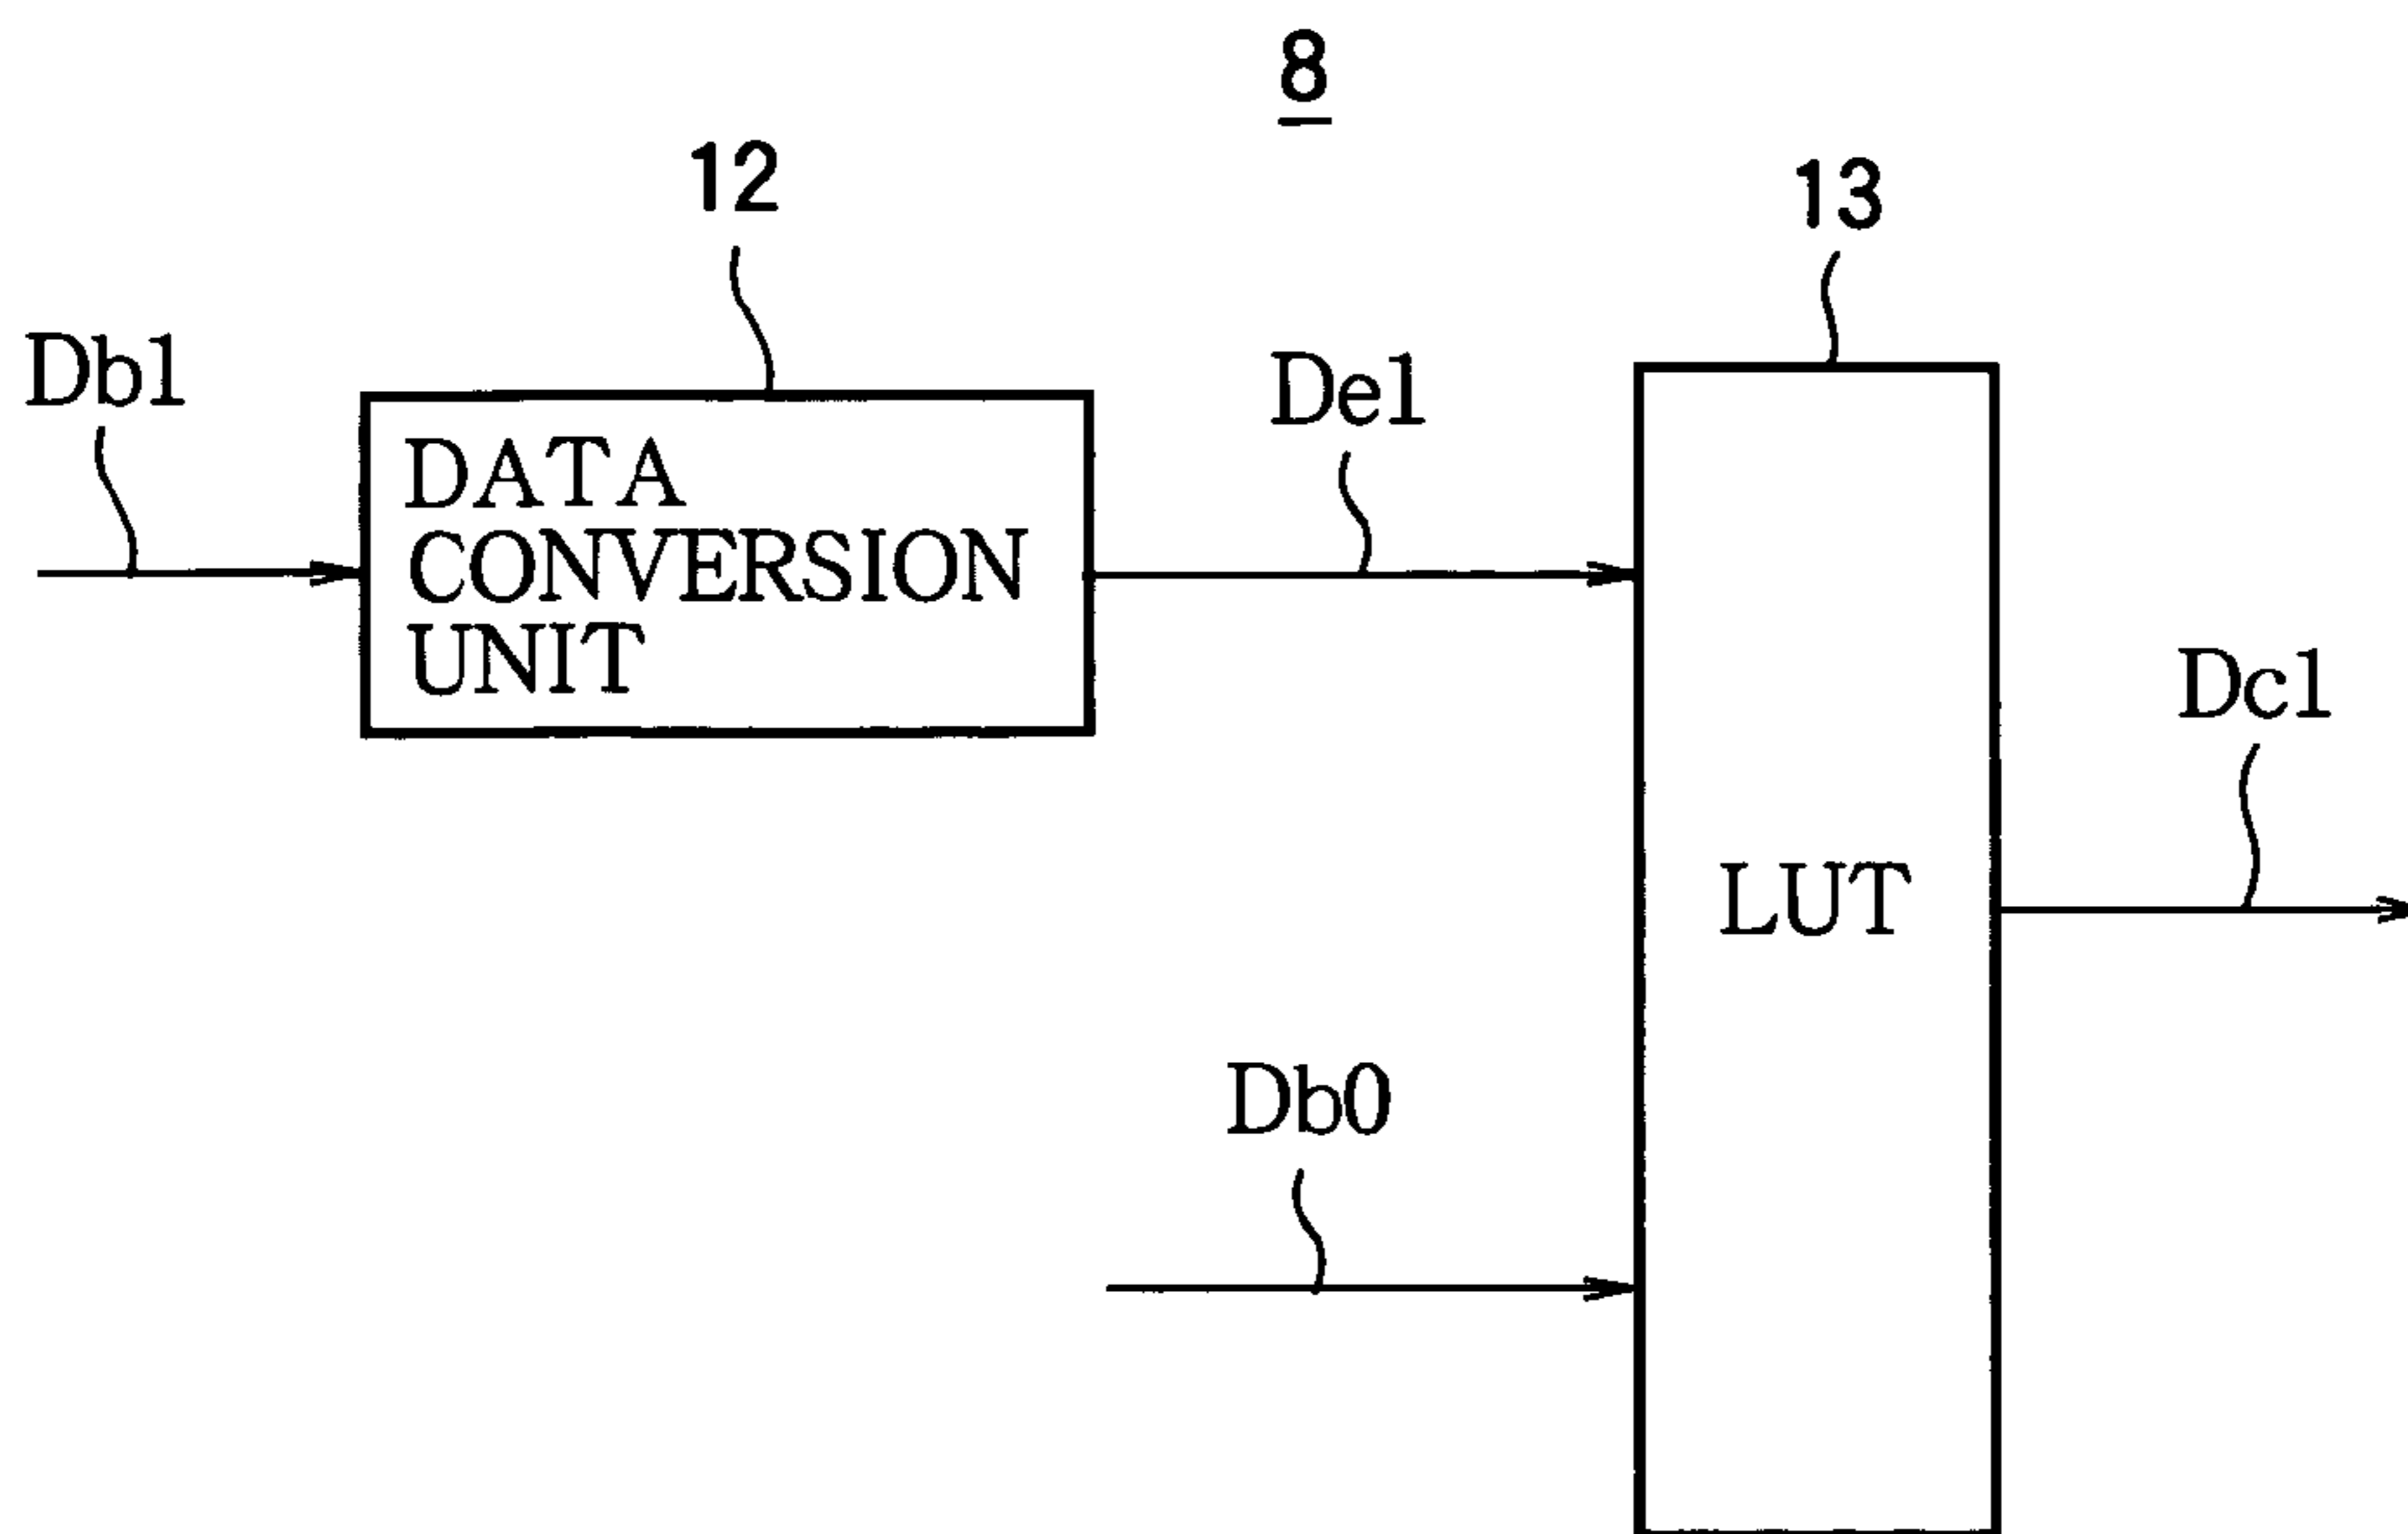 8
12
13
Db1
De1
DATA
CONVERSION
UNIT
Dc1
LUT
Db0